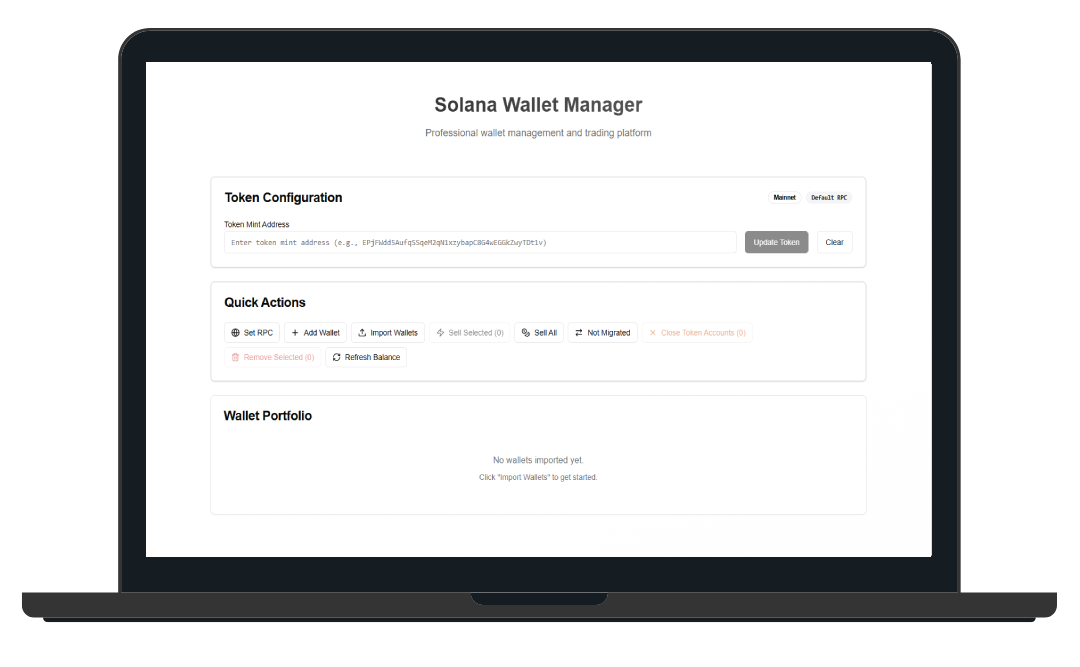 Solana Wallet Manager
Professional wallet management and trading platform
Token Configuration
Mainnet
Default RPC
Token Mint Address
Enter token mint address (e.g., EPjFWdd5AufqSSqeM2qN1xzybapC8G4wEGGkZwyTDt1v)
Update Token
Clear
Quick Actions
Set RPC
Add Wallet
Import Wallets
Sell Selected (0)
Sell All
Not Migrated
Close Token Accounts (0)
Remove Selected (0)
Refresh Balance
Wallet Portfolio
No wallets imported yet.
Click "Import Wallets" to get started.